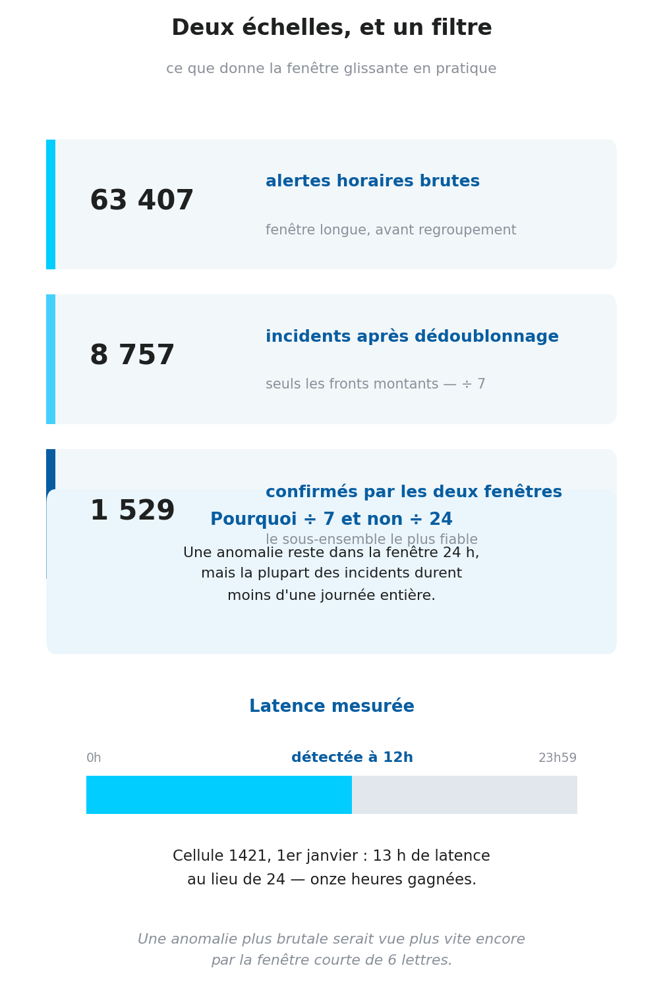 Deux échelles, et un filtre
ce que donne la fenêtre glissante en pratique
63 407
alertes horaires brutes
fenêtre longue, avant regroupement
8 757
incidents après dédoublonnage
seuls les fronts montants — ÷ 7
1 529
confirmés par les deux fenêtres
le sous-ensemble le plus fiable
Pourquoi ÷ 7 et non ÷ 24
Une anomalie reste dans la fenêtre 24 h,
mais la plupart des incidents durent
moins d'une journée entière.
Latence mesurée
0h
détectée à 12h
23h59
Cellule 1421, 1er janvier : 13 h de latence
au lieu de 24 — onze heures gagnées.
Une anomalie plus brutale serait vue plus vite encore
par la fenêtre courte de 6 lettres.